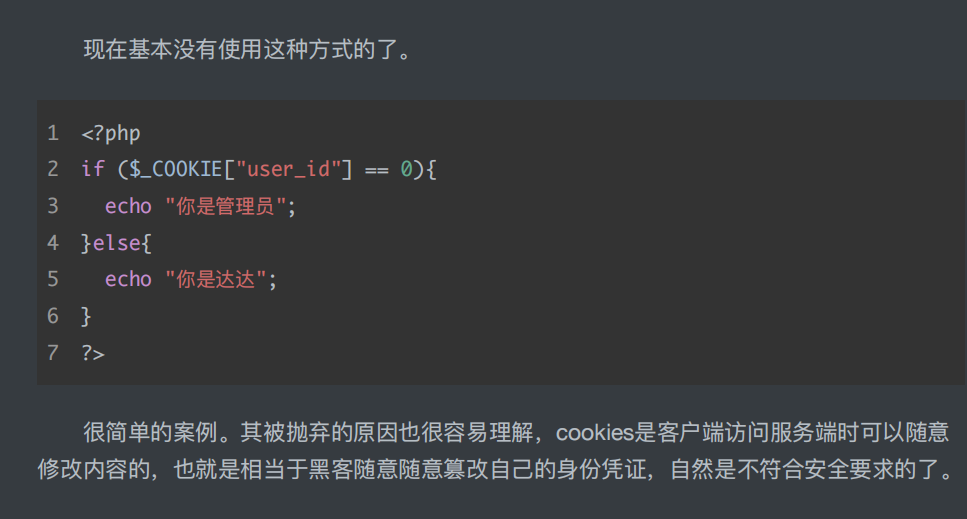 现在基本没有使用这种方式的了。
1 <?php
2 if ($_COOKIE["user_id"] == 0){
3   echo "你是管理员";
4 }else{
5   echo "你是达达";
6 }
7 ?>
很简单的案例。其被抛弃的原因也很容易理解，cookies是客户端访问服务端时可以随意
修改内容的，也就是相当于黑客随意随意篡改自己的身份凭证，自然是不符合安全要求的了。